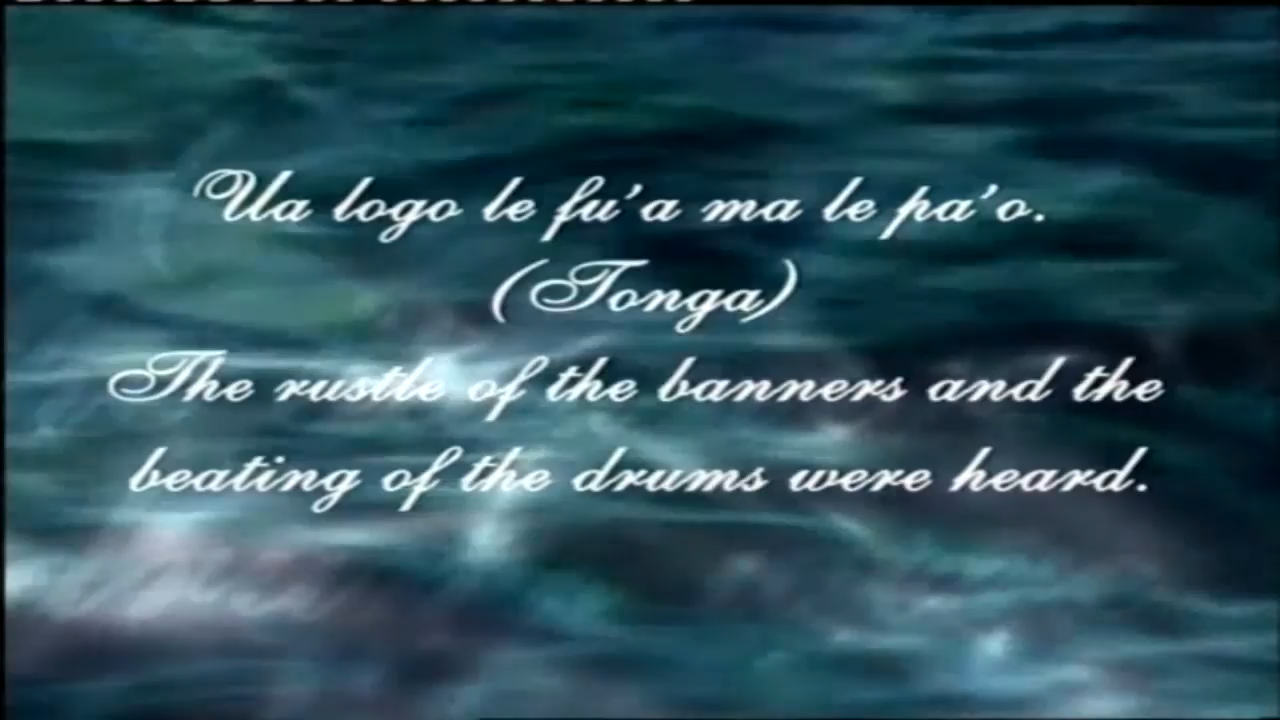 Ua logo le fu'a ma le pa'o.
(Tonga)
The rustle of the banners and the
beating of the drums were heard.